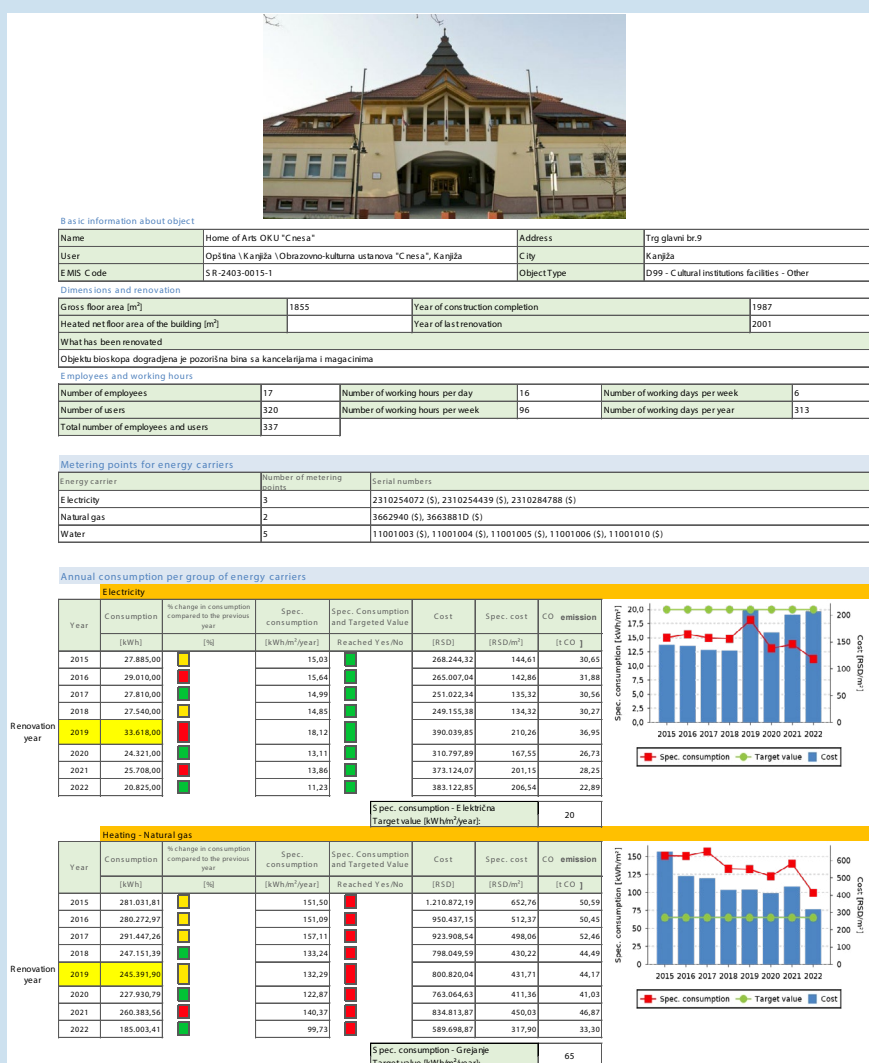 Basic information about object
Name Home of Arts OKU "Cnesa" Address Trg glavni br.9
User Opština \ Kanjiža \ Obrazovno-kulturna ustanova "Cnesa", Kanjiža City Kanjiža
EMIS Code SR-2403-0015-1 Object Type D99 - Cultural institutions facilities - Other
Dimensions and renovation
Gross floor area [m²] 1855 Year of construction completion 1987
Heated net floor area of the building [m²] Year of last renovation 2001
What has been renovated
Objektu bioskopa dogradjena je pozorišna bina sa kancelarijama i magacinima
Employees and working hours
Number of employees 17 Number of working hours per day 16 Number of working days per week 6
Number of users 320 Number of working hours per week 96 Number of working days per year 313
Total number of employees and users 337
Metering points for energy carriers
Energy carrier Number of metering points Serial numbers
Electricity 3 2310254072 ($), 2310254439 ($), 2310284788 ($)
Natural gas 2 3662940 ($), 3663881D ($)
Water 5 11001003 ($), 11001004 ($), 11001005 ($), 11001006 ($), 11001010 ($)
Annual consumption per group of energy carriers
Electricity
Year Consumption % change in consumption compared to the previous year Spec. consumption Spec. Consumption and Targeted Value Cost Spec. cost CO emission
[kWh] [%] [kWh/m²/year] Reached Yes/No [RSD] [RSD/m²] [t CO ]
2015 27.885,00 15,03 268.244,32 144,61 30,65
2016 29.010,00 15,64 265.007,04 142,86 31,88
2017 27.810,00 14,99 251.022,34 135,32 30,56
2018 27.540,00 14,85 249.155,38 134,32 30,27
Renovation year 2019 33.618,00 18,12 390.039,85 210,26 36,95
2020 24.321,00 13,11 310.797,89 167,55 26,73
2021 25.708,00 13,86 373.124,07 201,15 28,25
2022 20.825,00 11,23 383.122,85 206,54 22,89
Spec. consumption - Električna
Target value [kWh/m²/year]: 20
Spec. consumption [kWh/m²]
20,0 17,5 15,0 12,5 10,0 7,5 5,0 2,5 0,0
200 150 100 50 0
Cost [RSD/m²]
2015 2016 2017 2018 2019 2020 2021 2022
Spec. consumption Target value Cost
Heating - Natural gas
Year Consumption % change in consumption compared to the previous year Spec. consumption Spec. Consumption and Targeted Value Cost Spec. cost CO emission
[kWh] [%] [kWh/m²/year] Reached Yes/No [RSD] [RSD/m²] [t CO ]
2015 281.031,81 151,50 1.210.872,19 652,76 50,59
2016 280.272,97 151,09 950.437,15 512,37 50,45
2017 291.447,26 157,11 923.908,54 498,06 52,46
2018 247.151,39 133,24 798.049,59 430,22 44,49
Renovation year 2019 245.391,90 132,29 800.820,04 431,71 44,17
2020 227.930,79 122,87 763.064,63 411,36 41,03
2021 260.383,56 140,37 834.813,87 450,03 46,87
2022 185.003,41 99,73 589.698,87 317,90 33,30
Spec. consumption - Grejanje
Target value [kWh/m²/year]: 65
Spec. consumption [kWh/m²]
150 125 100 75 50 25 0
600 500 400 300 200 100 0
Cost [RSD/m²]
2015 2016 2017 2018 2019 2020 2021 2022
Spec. consumption Target value Cost